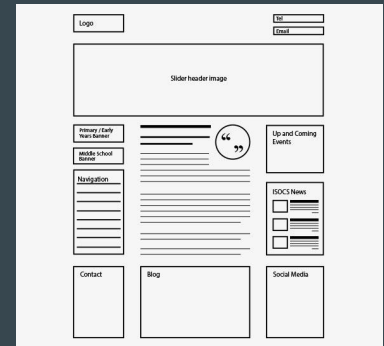 Logo
Tel
Email
Slider header image
Primary / Early
Years Banner
Middle School
Banner
Navigation
“
”
Up and Coming
Events
ISOCS News
Contact
Blog
Social Media